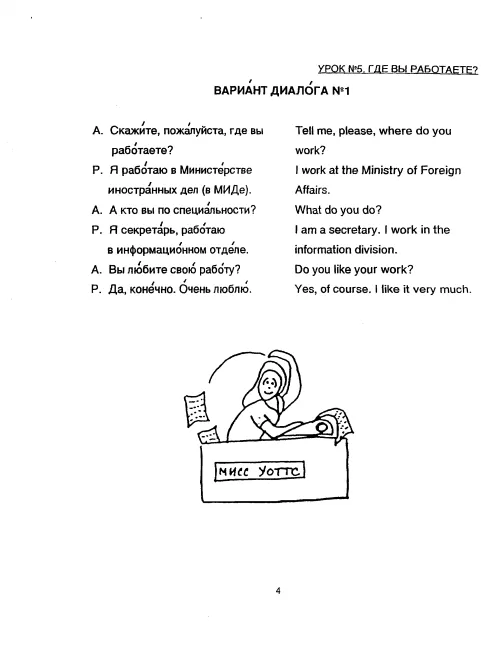 УРОК №5. ГДЕ ВЫ РАБОТАЕТЕ?
ВАРИА́НТ ДИАЛО́ГА №1
А. Скажи́те, пожа́луйста, где вы
рабо́таете?
Р. Я рабо́таю в Министе́рстве
иностра́нных дел (в МИДе).
А. А кто вы по специа́льности?
Р. Я секрета́рь, рабо́таю
в информацио́нном отде́ле.
А. Вы лю́бите свою́ рабо́ту?
Р. Да, коне́чно. О́чень люблю́.
Tell me, please, where do you
work?
I work at the Ministry of Foreign
Affairs.
What do you do?
I am a secretary. I work in the
information division.
Do you like your work?
Yes, of course. I like it very much.
МИСС УОТТС
4